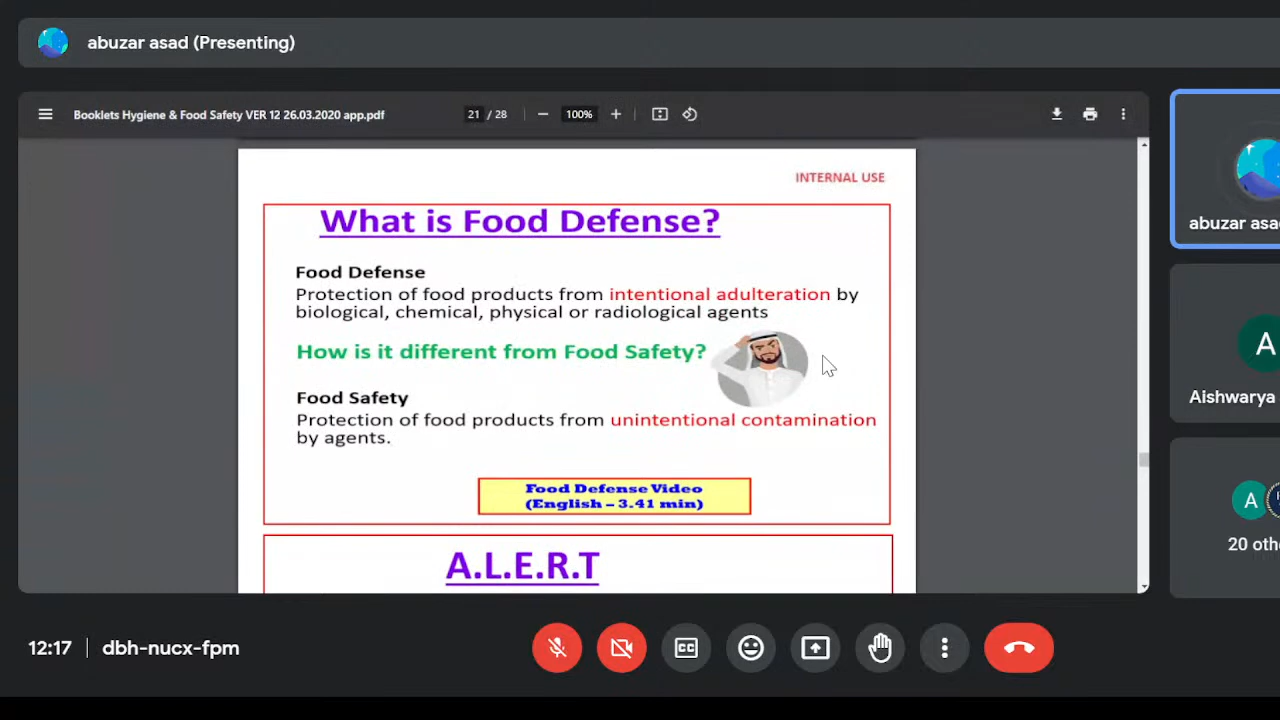 abuzar asad (Presenting)
Booklets Hygiene & Food Safety VER 12 26.03.2020 app.pdf
21 / 28
100%
INTERNAL USE
What is Food Defense?
Food Defense
Protection of food products from intentional adulteration by
biological, chemical, physical or radiological agents
How is it different from Food Safety?
Food Safety
Protection of food products from unintentional contamination
by agents.
Food Defense Video
(English – 3.41 min)
A.L.E.R.T
abuzar asa
A
Aishwarya
A
20 oth
12:17
dbh-nucx-fpm
CC